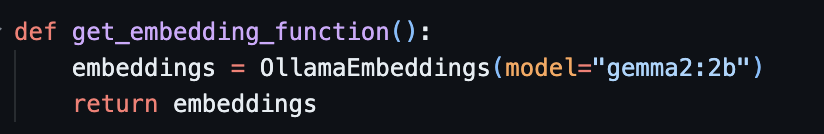 def get_embedding_function():
    embeddings = OllamaEmbeddings(model="gemma2:2b")
    return embeddings